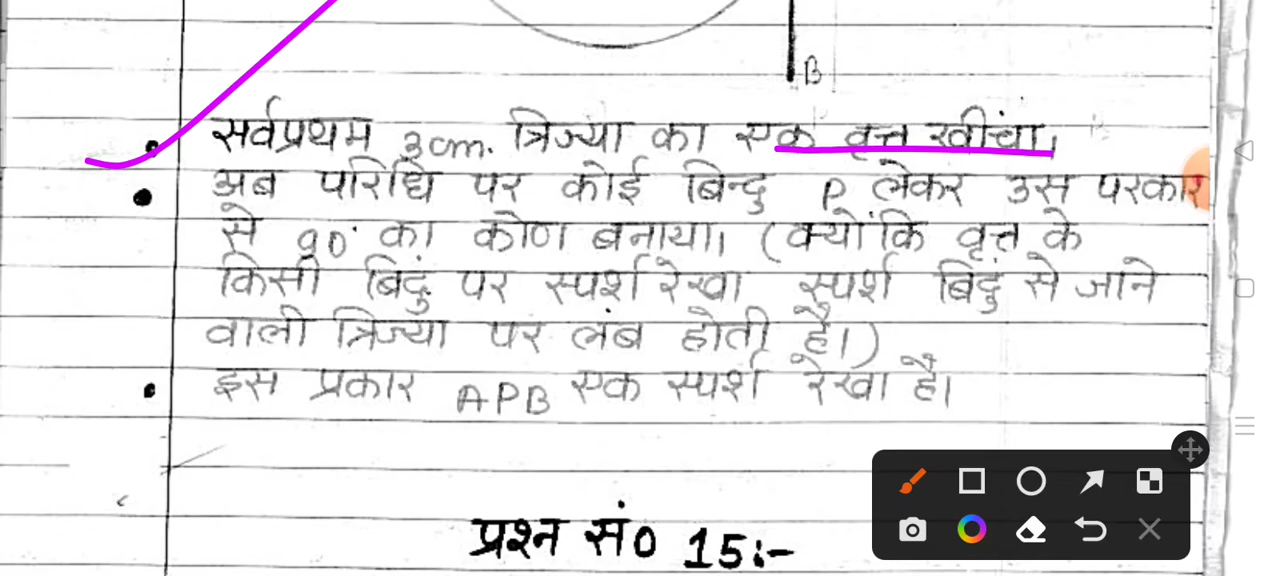 B
सर्वप्रथम 3cm. त्रिज्या का एक वृत्त खींचा।
अब परिधि पर कोई बिन्दु P लेकर उस परकार
से 90° का कोण बनाया। (क्योंकि वृत्त के
किसी बिंदु पर स्पर्श रेखा स्पर्श बिंदु से जाने
वाली त्रिज्या पर लंब होती है।)
इस प्रकार APB एक स्पर्श रेखा है।
प्रश्न सं० 15:-